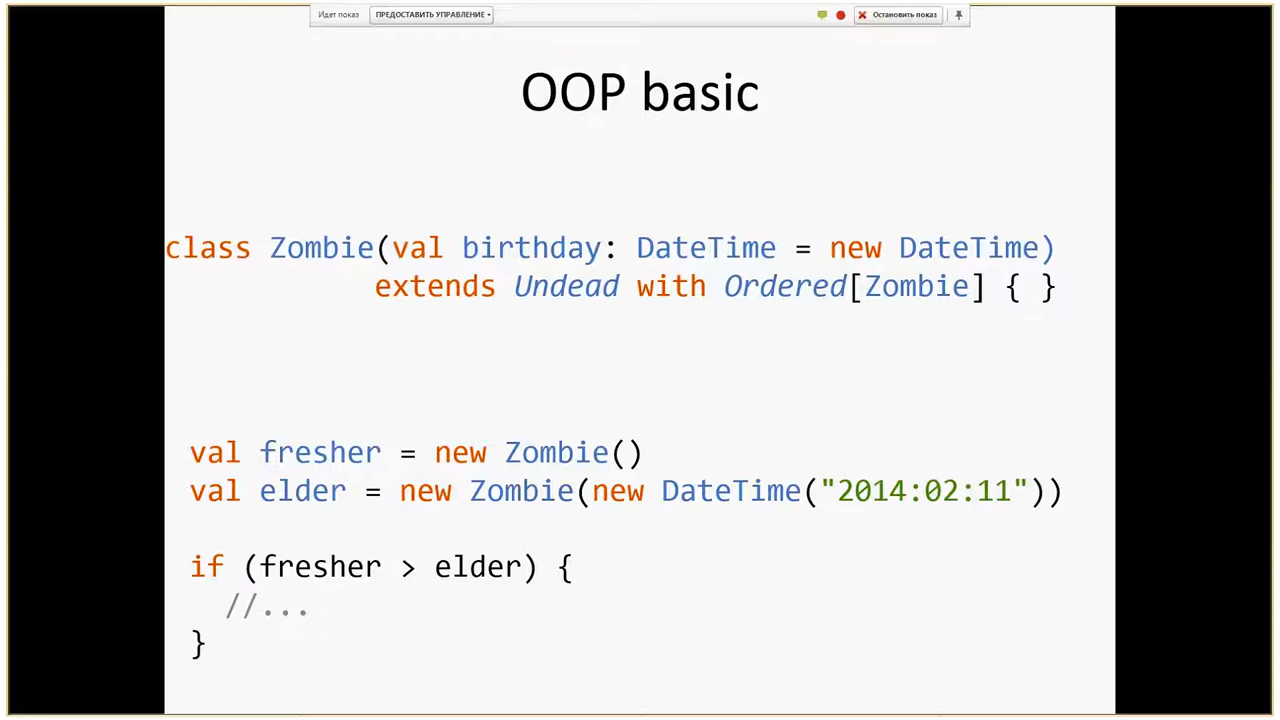 Идет показ ПРЕДОСТАВИТЬ УПРАВЛЕНИЕ Остановить показ
OOP basic
class Zombie(val birthday: DateTime = new DateTime)
extends Undead with Ordered[Zombie] { }
val fresher = new Zombie()
val elder = new Zombie(new DateTime("2014:02:11"))
if (fresher > elder) {
//...
}